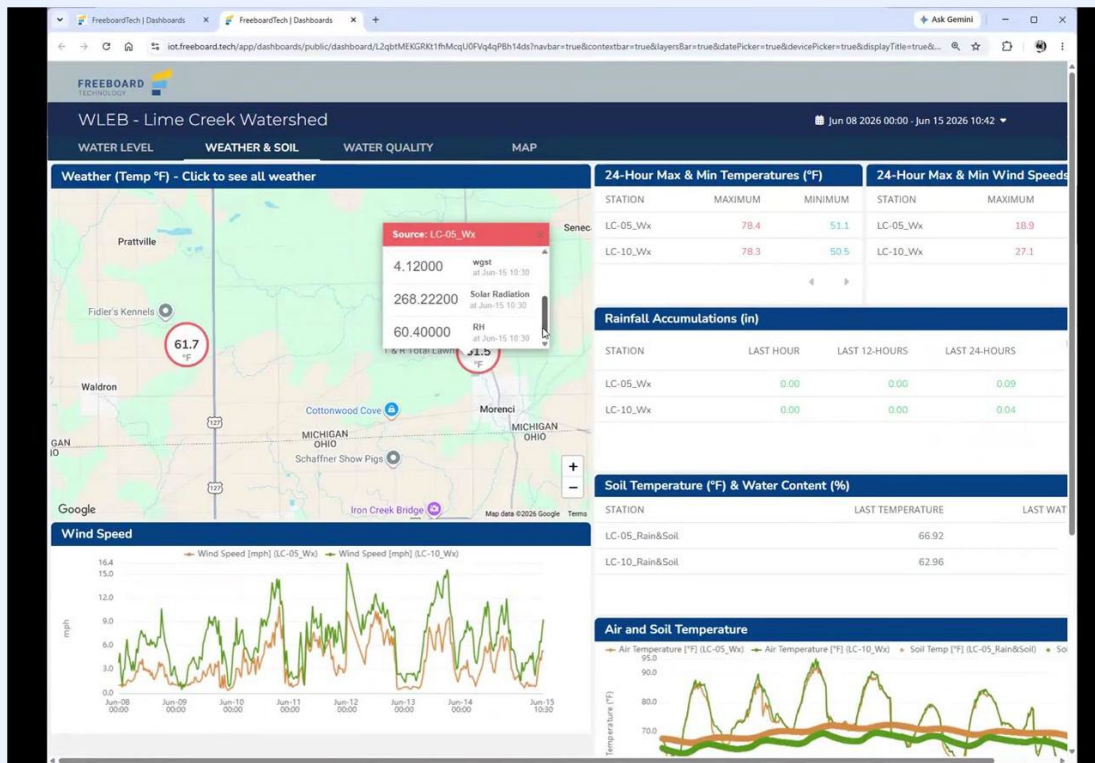 FreeboardTech | Dashboards
FreeboardTech | Dashboards
Ask Gemini
iot.freeboard.tech/app/dashboards/public/dashboard/L2qbtMEKGRKt1fhMcqU0FVq4qPBh14ds?navbar=true&contextbar=true&layersBar=true&datePicker=true&devicePicker=true&displayTitle=true&...
FREEBOARD
TECHNOLOGY
WLEB - Lime Creek Watershed
Jun 08 2026 00:00 - Jun 15 2026 10:42
WATER LEVEL WEATHER & SOIL WATER QUALITY MAP
Weather (Temp °F) - Click to see all weather
Prattville
Senec
Source: LC-05_Wx
4.12000 wgst
at Jun-15 10:30
268.22200 Solar Radiation
at Jun-15 10:30
60.40000 RH
at Jun-15 10:30
Fidler's Kennels
61.7
°F
T & R Total Lawn
61.5
°F
Waldron
Cottonwood Cove
Morenci
127
MICHIGAN
OHIO
MICHIGAN
OHIO
GAN
IO
Schaffner Show Pigs
127
+
−
Iron Creek Bridge
Google
Map data ©2026 Google Terms
24-Hour Max & Min Temperatures (°F)
STATION MAXIMUM MINIMUM
LC-05_Wx 78.4 51.1
LC-10_Wx 78.3 50.5
24-Hour Max & Min Wind Speeds
STATION MAXIMUM
LC-05_Wx 18.9
LC-10_Wx 27.1
Rainfall Accumulations (in)
STATION LAST HOUR LAST 12-HOURS LAST 24-HOURS
LC-05_Wx 0.00 0.00 0.09
LC-10_Wx 0.00 0.00 0.04
Soil Temperature (°F) & Water Content (%)
STATION LAST TEMPERATURE LAST WAT
LC-05_Rain&Soil 66.92
LC-10_Rain&Soil 62.96
Wind Speed
Wind Speed [mph] (LC-05_Wx) Wind Speed [mph] (LC-10_Wx)
mph
16.4
15.0
12.0
9.0
6.0
3.0
0.0
Jun-08 Jun-09 Jun-10 Jun-11 Jun-12 Jun-13 Jun-14 Jun-15
00:00 00:00 00:00 00:00 00:00 00:00 00:00 10:30
Air and Soil Temperature
Air Temperature [°F] (LC-05_Wx) Air Temperature [°F] (LC-10_Wx) Soil Temp [°F] (LC-05_Rain&Soil) Soi
Temperature (°F)
95.0
90.0
80.0
70.0